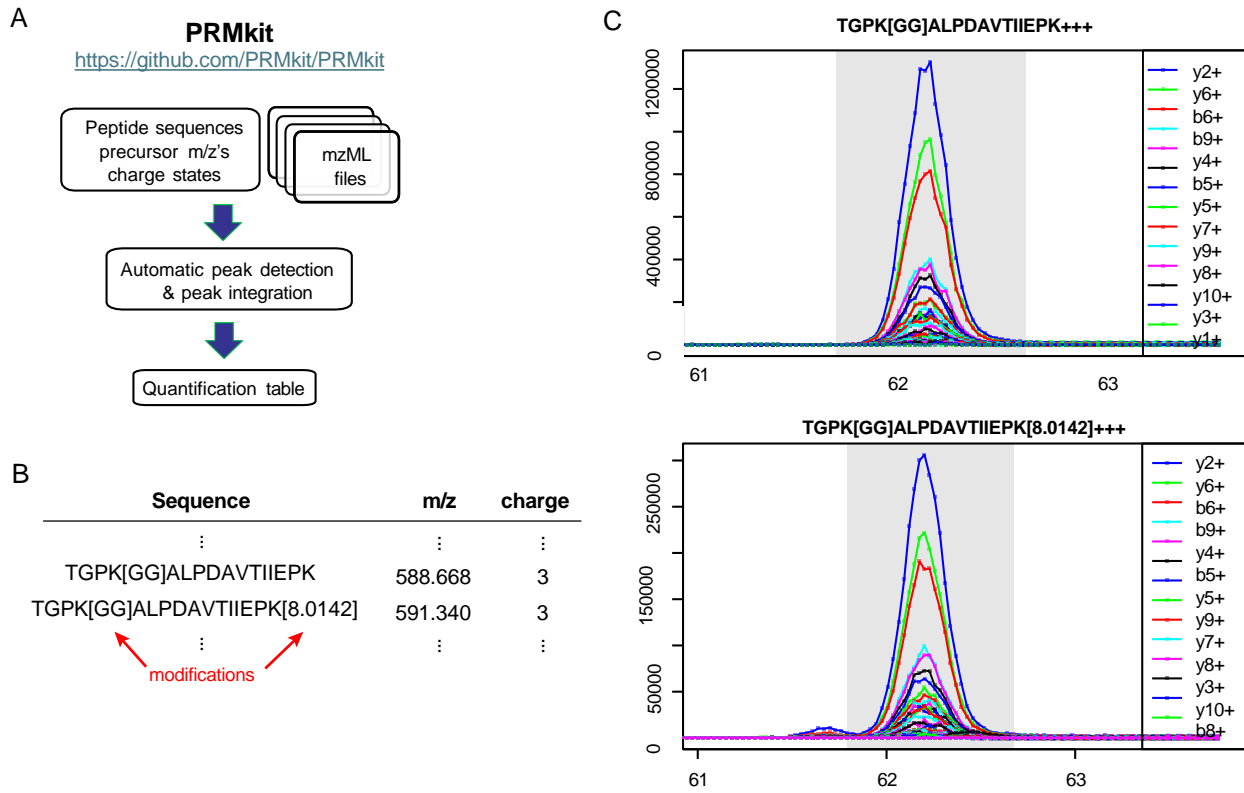 A
PRMkit
https://github.com/PRMkit/PRMkit
Peptide sequences
precursor m/z's
charge states
mzML
files
Automatic peak detection
& peak integration
Quantification table
B
Sequence m/z charge
⋮ ⋮ ⋮
TGPK[GG]ALPDAVTIIEPK 588.668 3
TGPK[GG]ALPDAVTIIEPK[8.0142] 591.340 3
⋮ ⋮ ⋮
modifications
C
TGPK[GG]ALPDAVTIIEPK+++
1200000
800000
400000
0
61 62 63
y2+
y6+
b6+
b9+
y4+
b5+
y5+
y7+
y9+
y8+
y10+
y3+
y1+
TGPK[GG]ALPDAVTIIEPK[8.0142]+++
250000
150000
50000
0
61 62 63
y2+
y6+
b6+
b9+
y4+
b5+
y5+
y9+
y7+
y8+
y3+
y10+
b8+